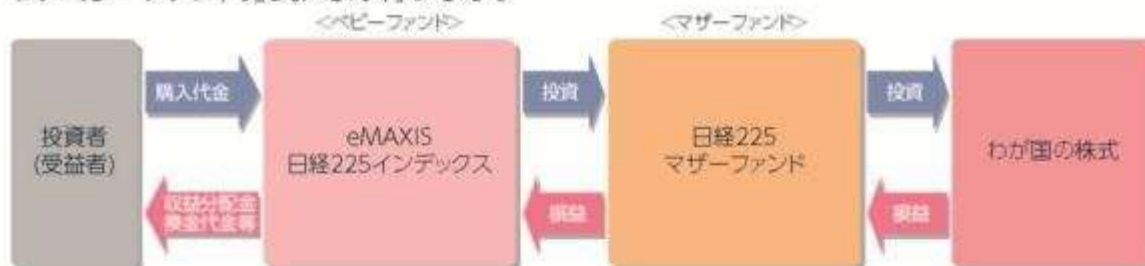 <ベビーファンド>
<マザーファンド>
購入代金
投資
投資
投資者
(受益者)
eMAXIS
日経225インデックス
日経225
マザーファンド
わが国の株式
収益分配金
換金代金等
損益
損益